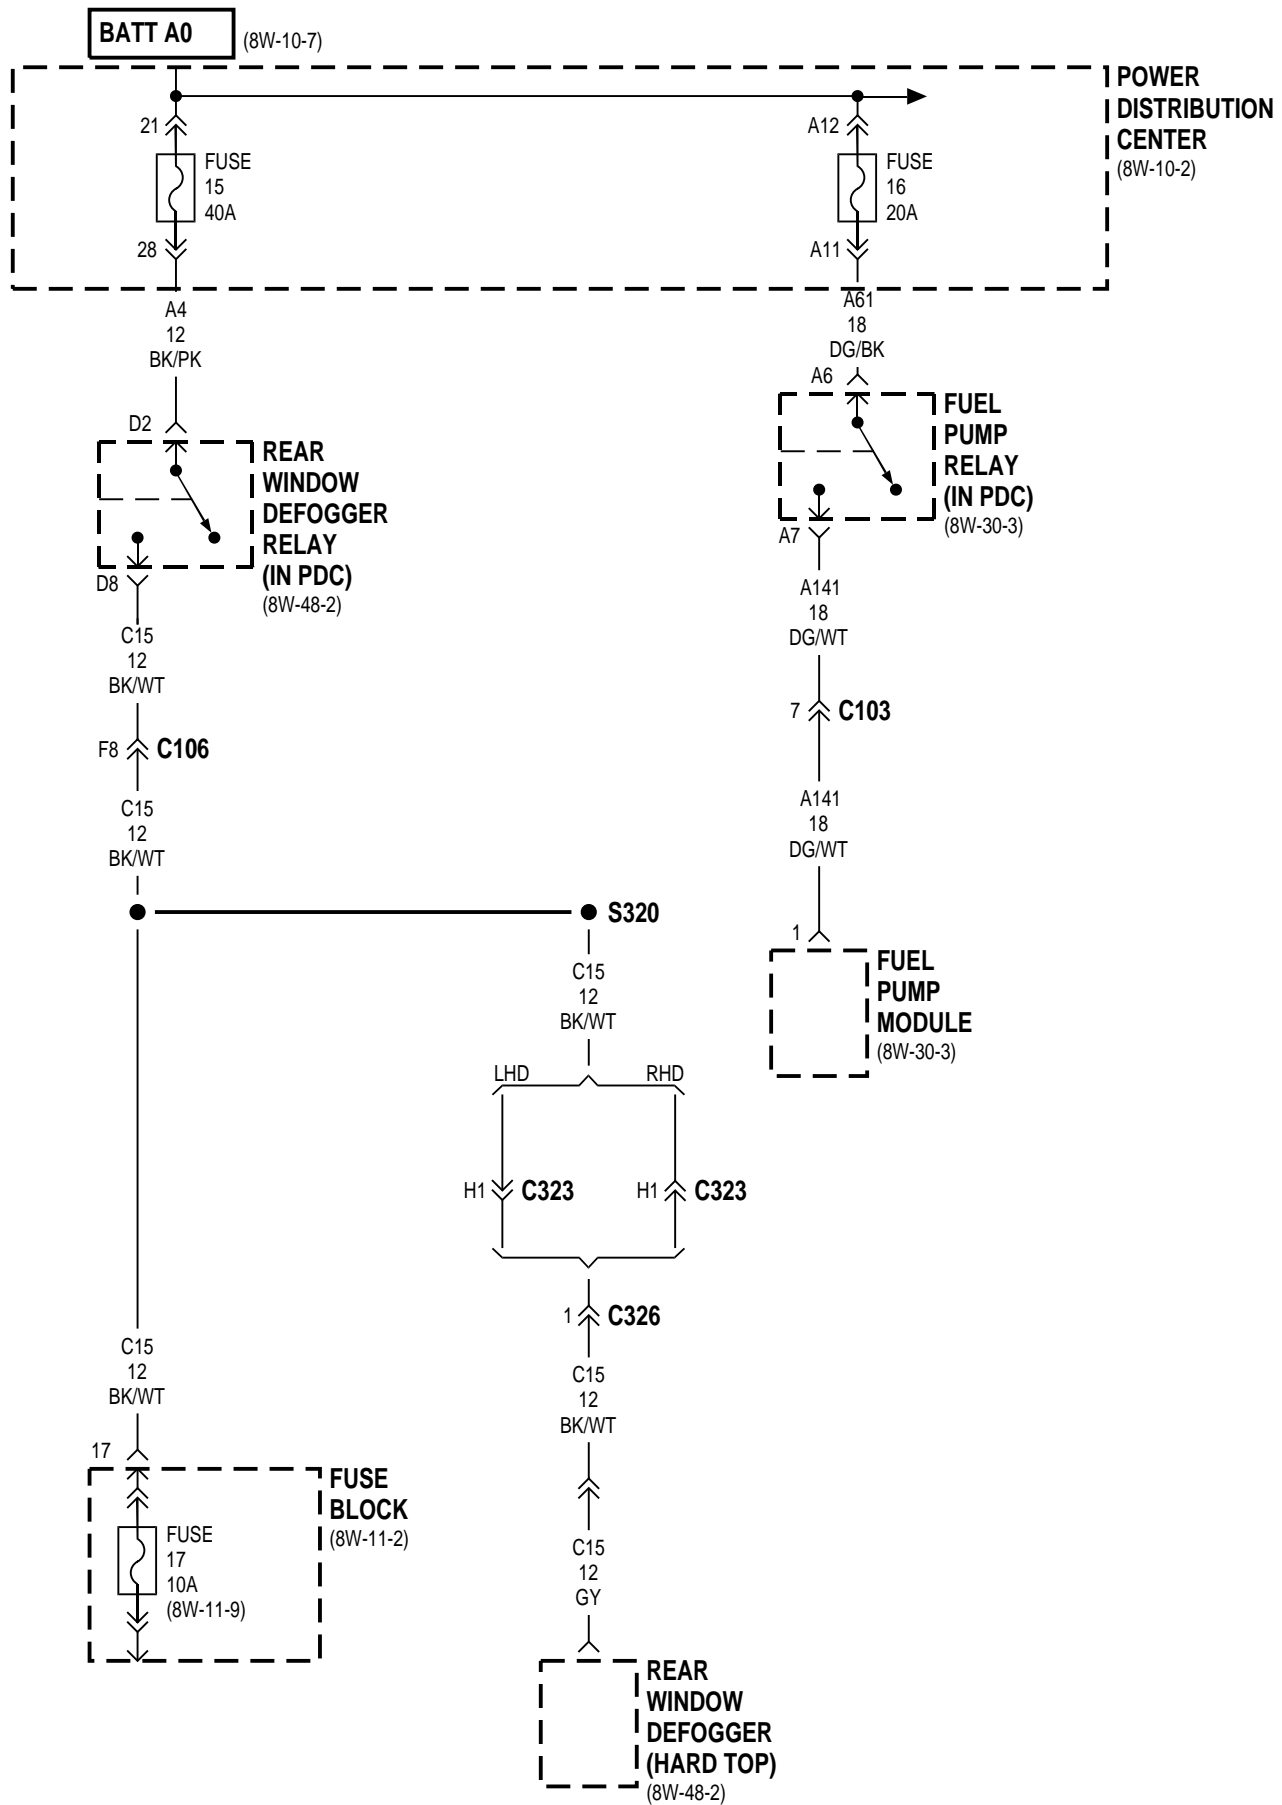 BATT A0
(8W-10-7)
POWER
DISTRIBUTION
CENTER
(8W-10-2)
21
FUSE
15
40A
28
A12
FUSE
16
20A
A11
A4
12
BK/PK
A61
18
DG/BK
D2
REAR
WINDOW
DEFOGGER
RELAY
(IN PDC)
(8W-48-2)
D8
A6
FUEL
PUMP
RELAY
(IN PDC)
(8W-30-3)
A7
C15
12
BK/WT
A141
18
DG/WT
F8
C106
7
C103
C15
12
BK/WT
A141
18
DG/WT
S320
1
FUEL
PUMP
MODULE
(8W-30-3)
C15
12
BK/WT
LHD
RHD
H1
C323
H1
C323
1
C326
C15
12
BK/WT
C15
12
BK/WT
17
FUSE
BLOCK
(8W-11-2)
FUSE
17
10A
(8W-11-9)
C15
12
GY
REAR
WINDOW
DEFOGGER
(HARD TOP)
(8W-48-2)